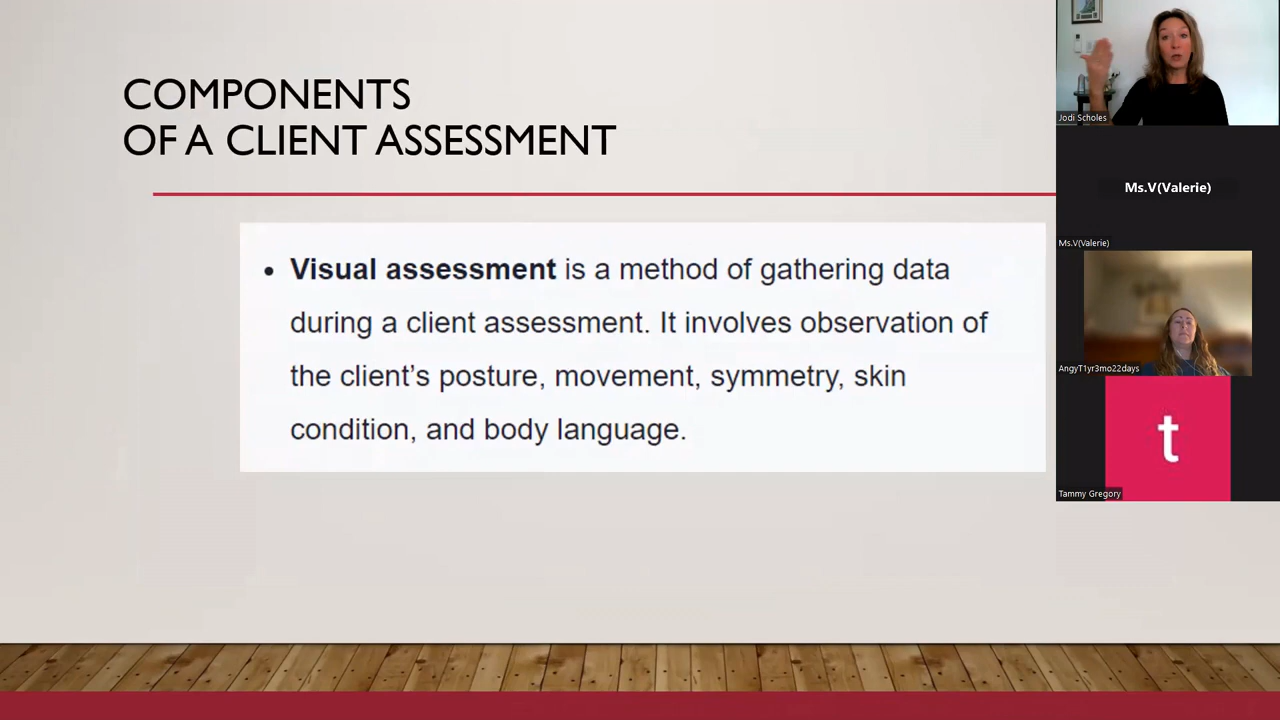 COMPONENTS
OF A CLIENT ASSESSMENT
• Visual assessment is a method of gathering data
during a client assessment. It involves observation of
the client’s posture, movement, symmetry, skin
condition, and body language.
Jodi Scholes
Ms.V(Valerie)
Ms.V(Valerie)
AngyT1yr3mo22days
t
Tammy Gregory